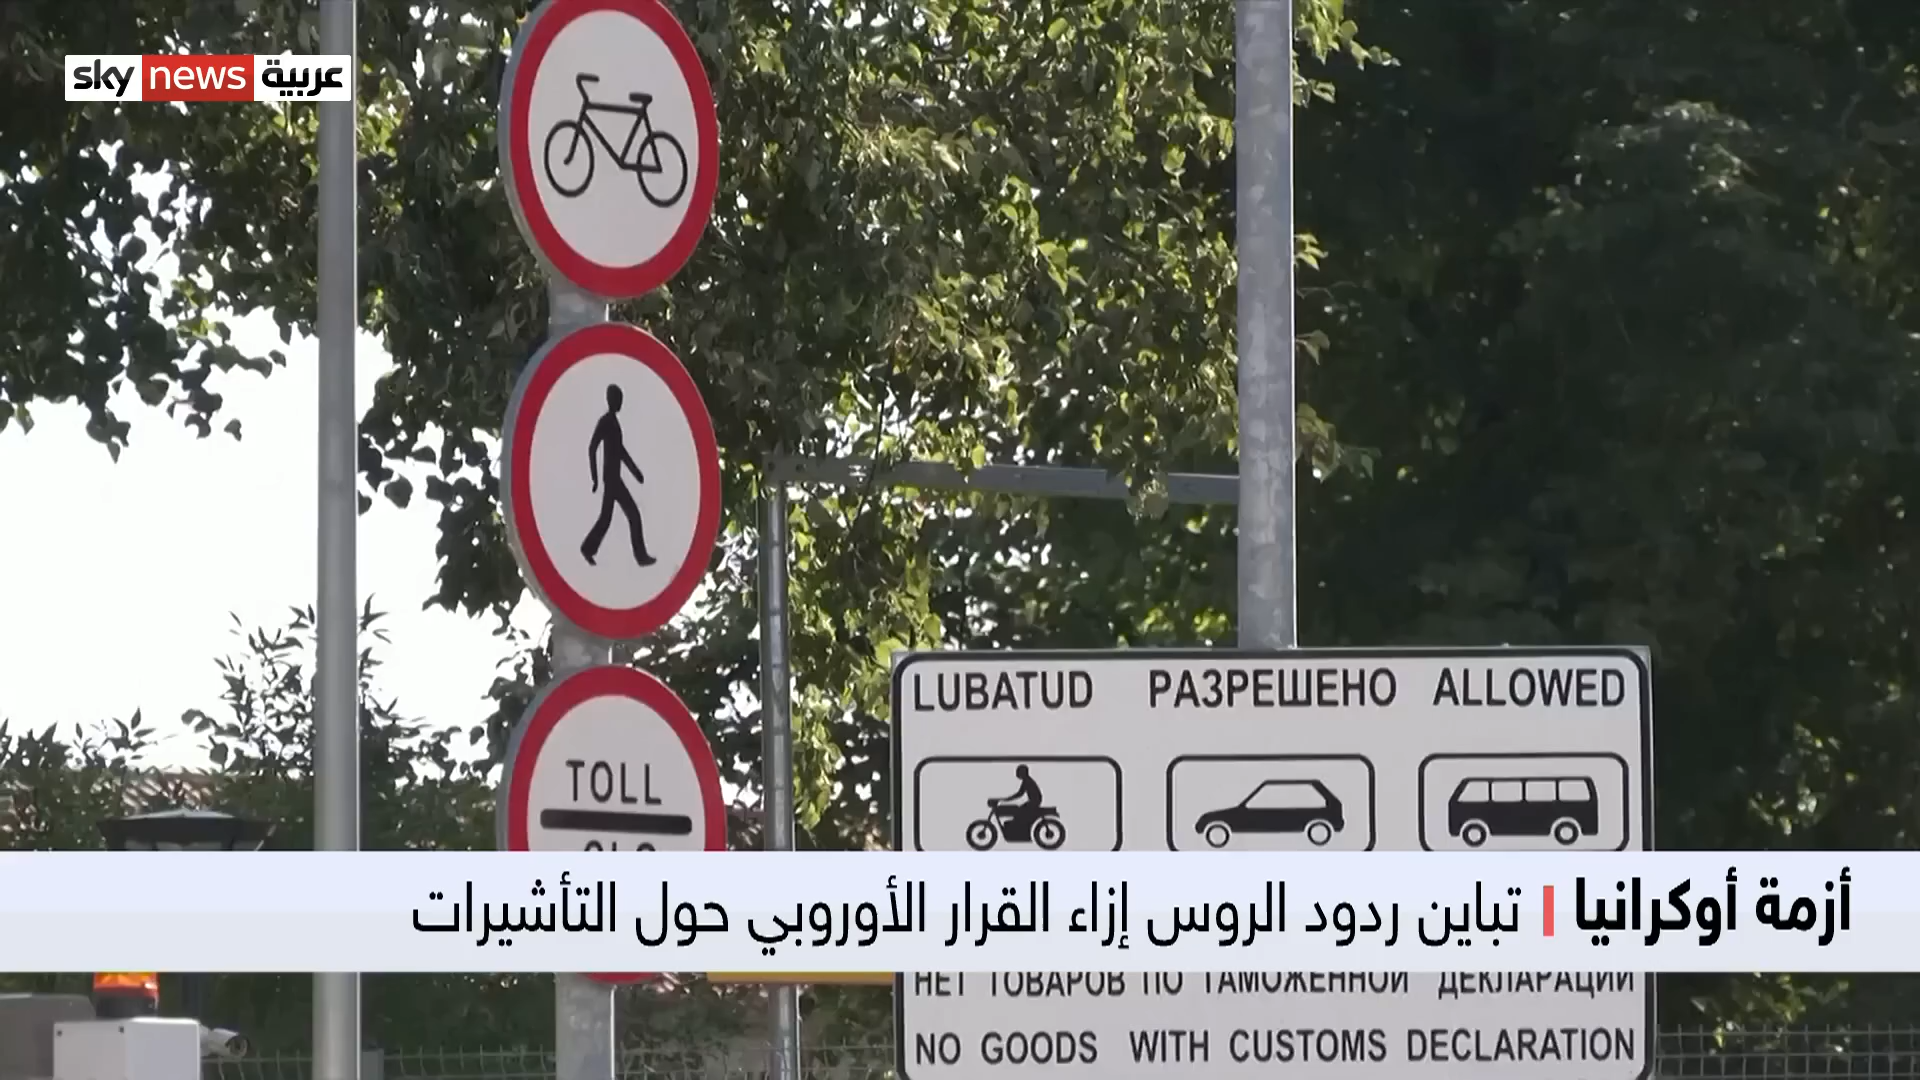 sky news عربية
TOLL
LUBATUD РАЗРЕШЕНО ALLOWED
أزمة أوكرانيا | تباين ردود الروس إزاء القرار الأوروبي حول التأشيرات
НЕТ ТОВАРОВ ПО ТАМОЖЕННОЙ ДЕКЛАРАЦИИ
NO GOODS WITH CUSTOMS DECLARATION